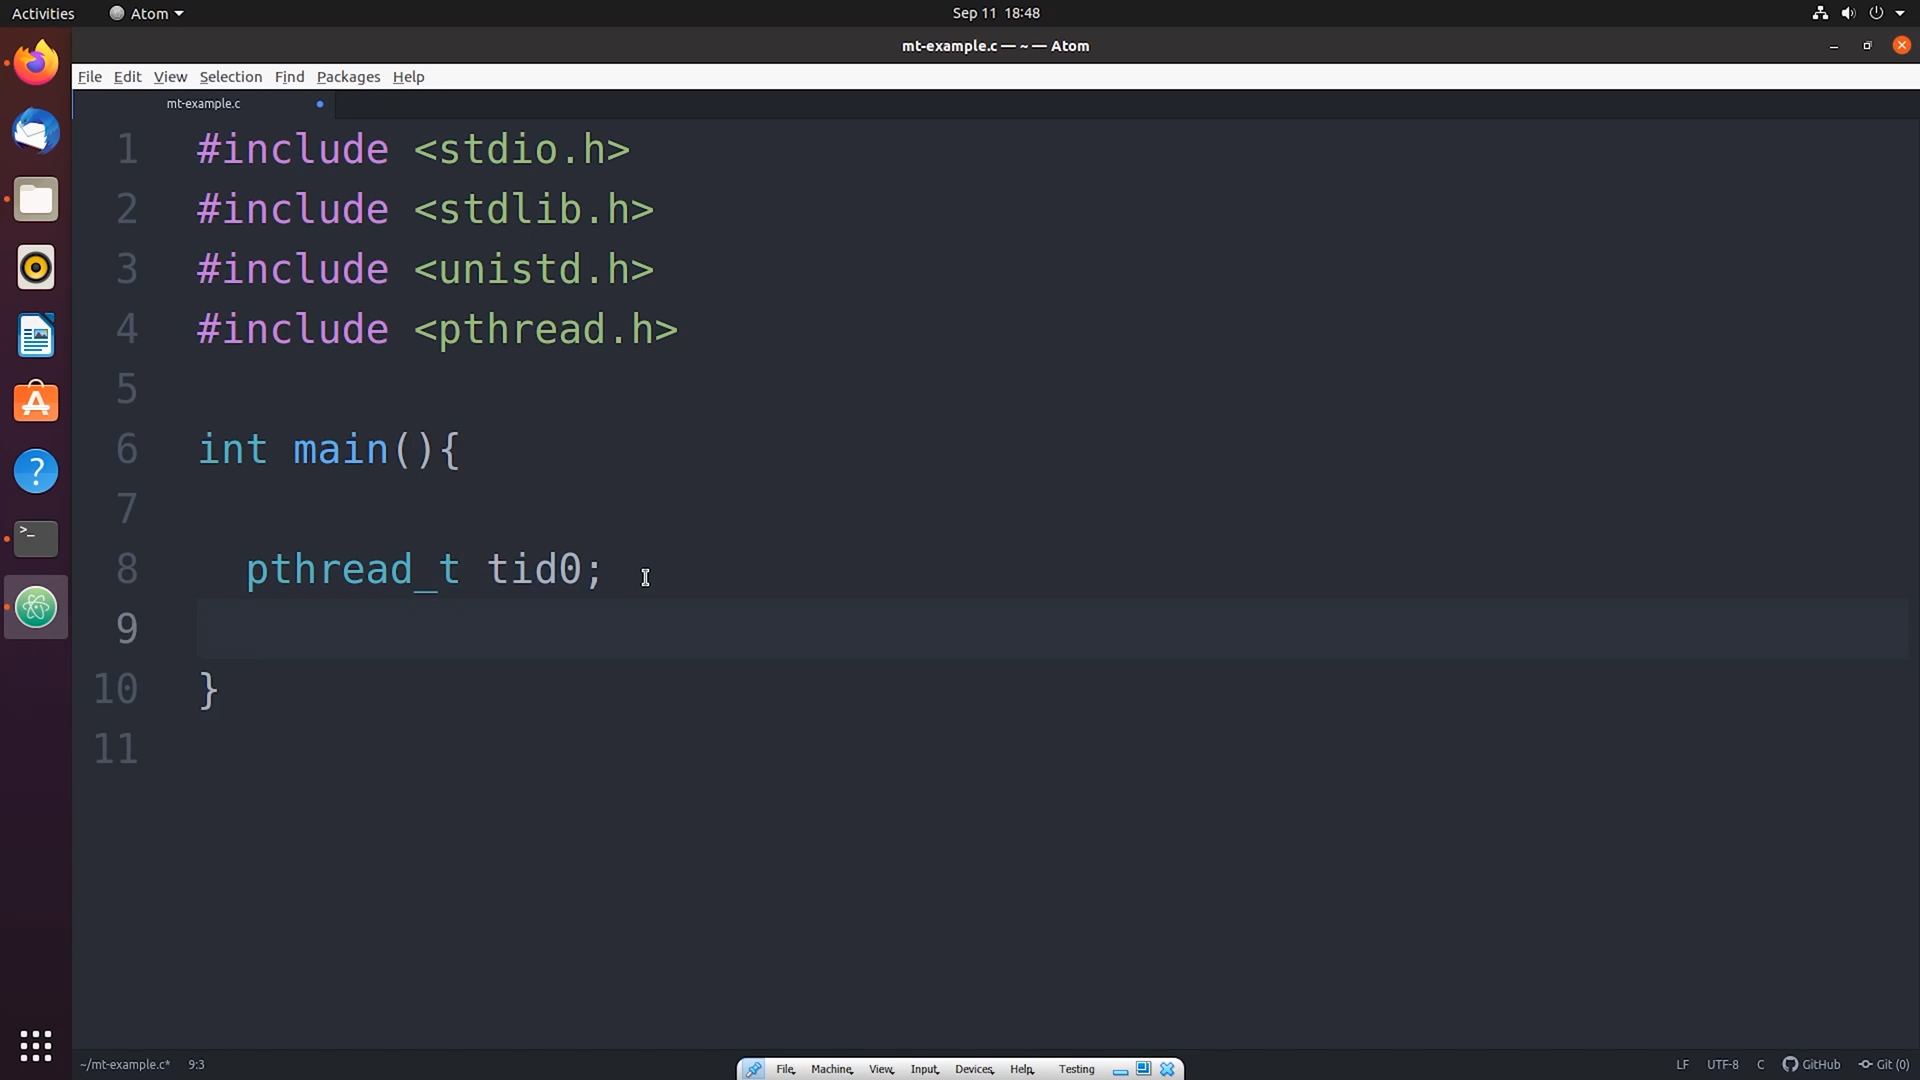 Activities
Atom
Sep 11 18:48
mt-example.c — ~ — Atom
File Edit View Selection Find Packages Help
mt-example.c
1 #include <stdio.h>
2 #include <stdlib.h>
3 #include <unistd.h>
4 #include <pthread.h>
5
6 int main(){
7
8 pthread_t tid0;
9
10 }
11
~/mt-example.c* 9:3
File Machine View Input Devices Help Testing
LF UTF-8 C GitHub Git (0)